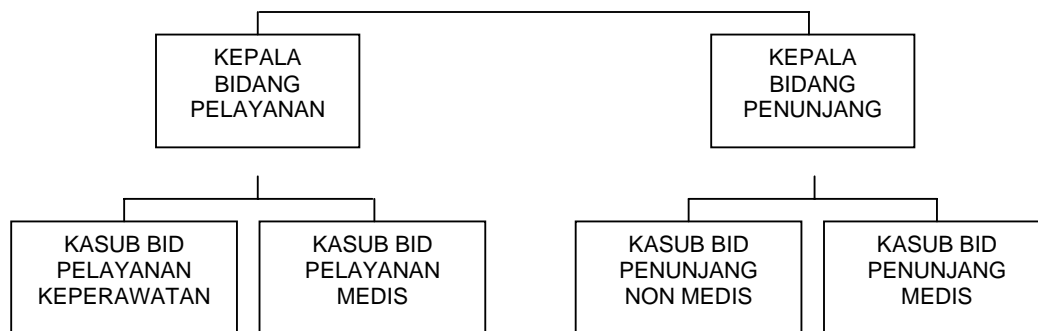 KEPALA
BIDANG
PELAYANAN
KEPALA
BIDANG
PENUNJANG
KASUB BID
PELAYANAN
KEPERAWATAN
KASUB BID
PELAYANAN
MEDIS
KASUB BID
PENUNJANG
NON MEDIS
KASUB BID
PENUNJANG
MEDIS